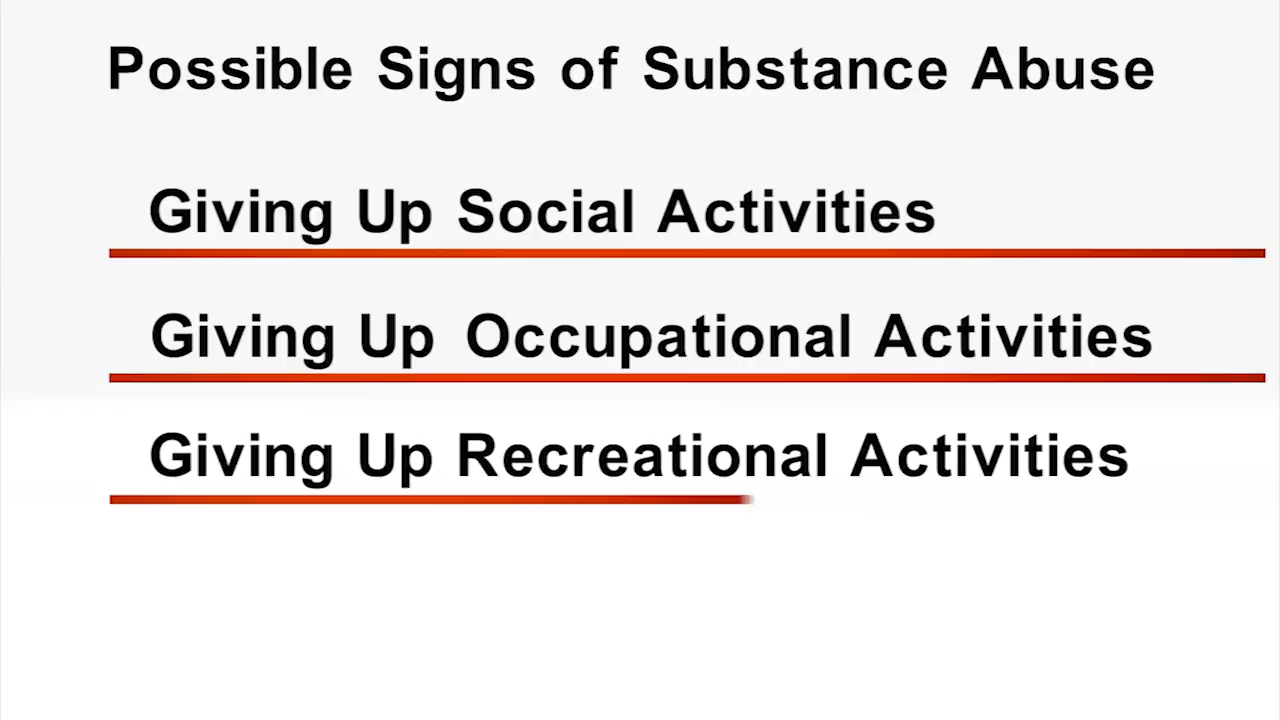 Possible Signs of Substance Abuse
Giving Up Social Activities
Giving Up Occupational Activities
Giving Up Recreational Activities